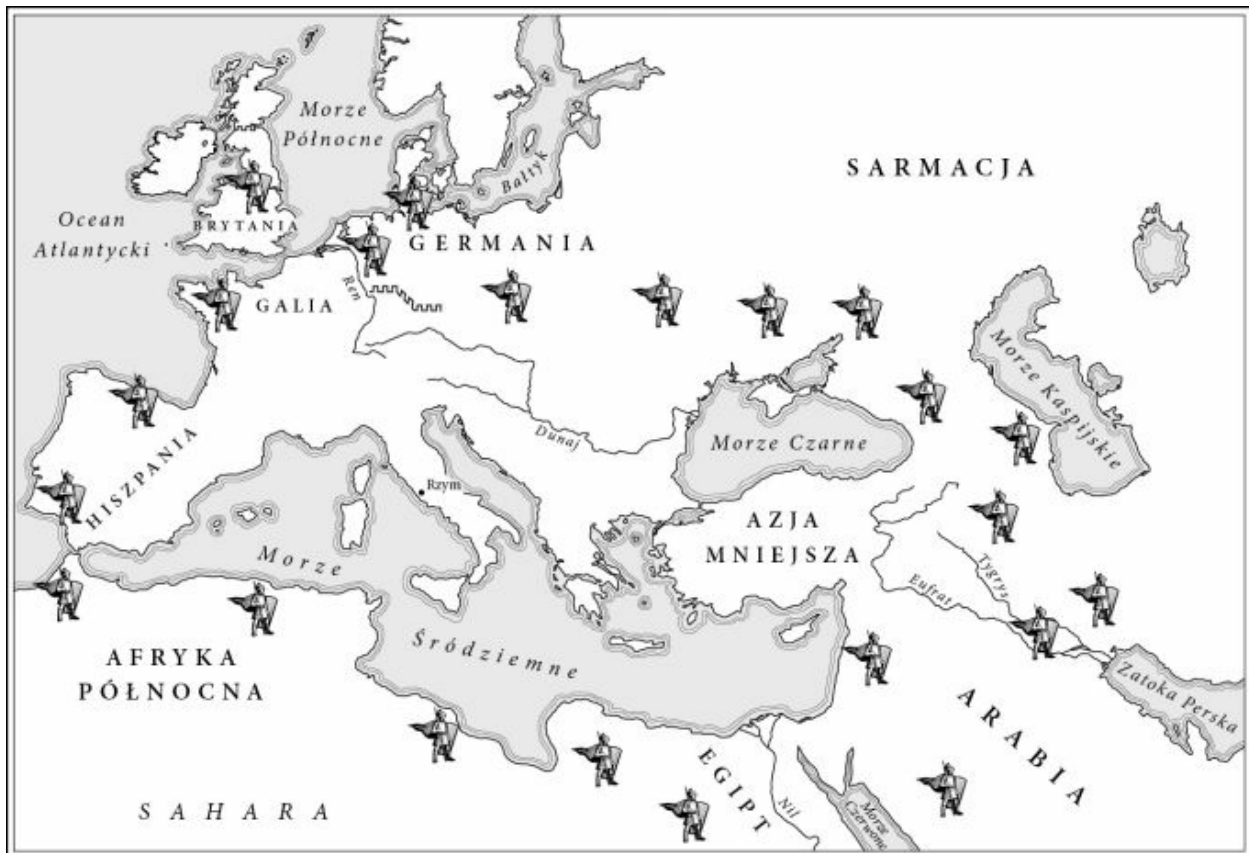 Morze
Północne
SARMACJA
Bałtyk
Ocean
Atlantycki
BRYTANIA
GERMANIA
Ren
GALIA
Morze Kaspijskie
Dunaj
Morze Czarne
HISZPANIA
Rzym
AZJA
MNIEJSZA
Morze
Śródziemne
Tygrys
Eufrat
AFRYKA
PÓŁNOCNA
Zatoka Perska
ARABIA
EGIPT
SAHARA
Nil
Morze
Czerwone